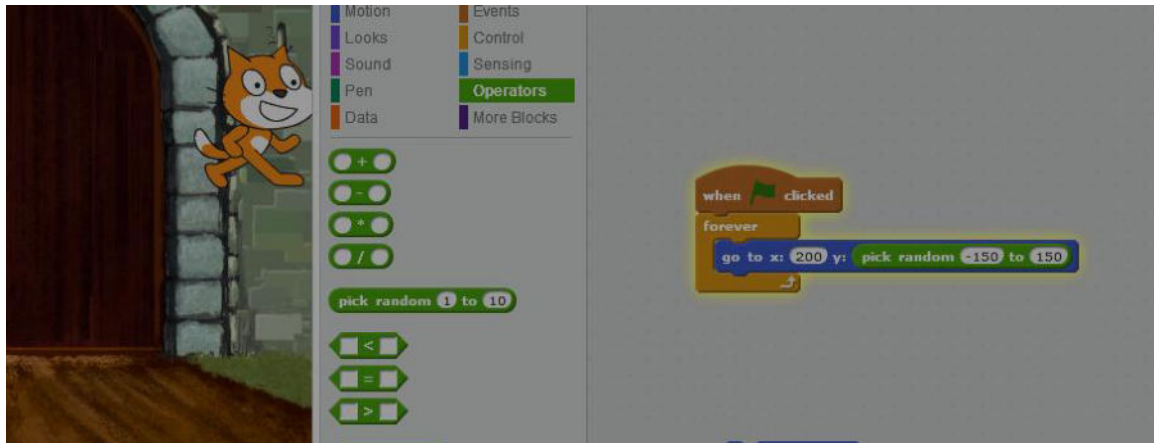 Motion Events
Looks Control
Sound Sensing
Pen Operators
Data More Blocks
+
-
*
/
pick random 1 to 10
<
=
>
when clicked
forever
go to x: 200 y: pick random -150 to 150